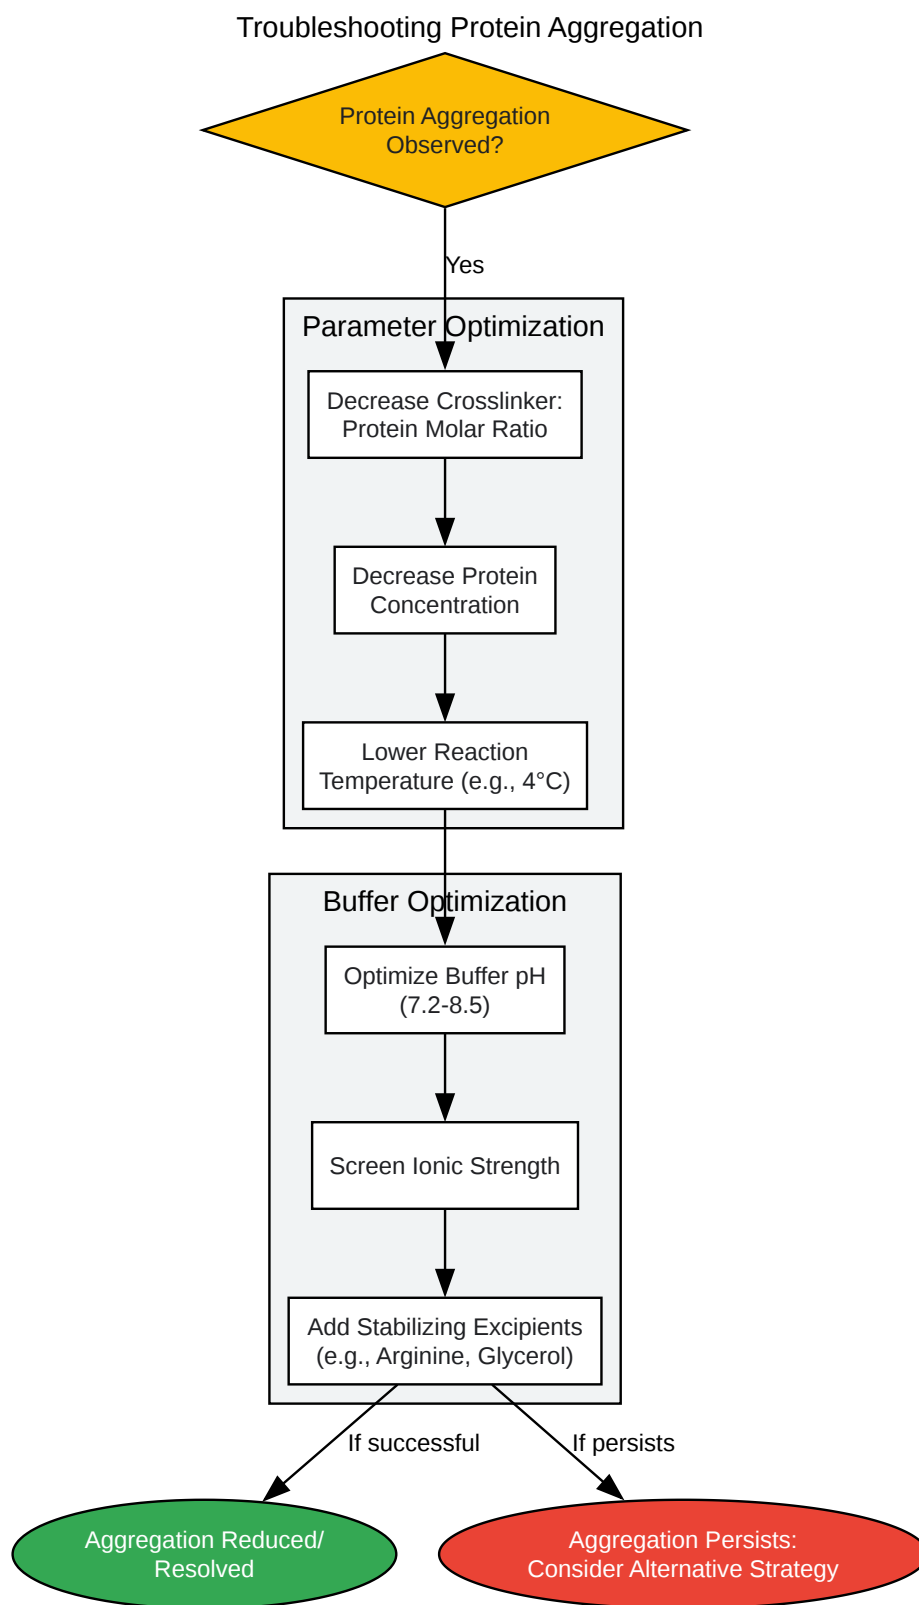 Troubleshooting Protein Aggregation
Protein Aggregation
Observed?
Yes
Parameter Optimization
Decrease Crosslinker:
Protein Molar Ratio
Decrease Protein
Concentration
Lower Reaction
Temperature (e.g., 4°C)
Buffer Optimization
Optimize Buffer pH
(7.2-8.5)
Screen Ionic Strength
Add Stabilizing Excipients
(e.g., Arginine, Glycerol)
If successful
If persists
Aggregation Reduced/
Resolved
Aggregation Persists:
Consider Alternative Strategy